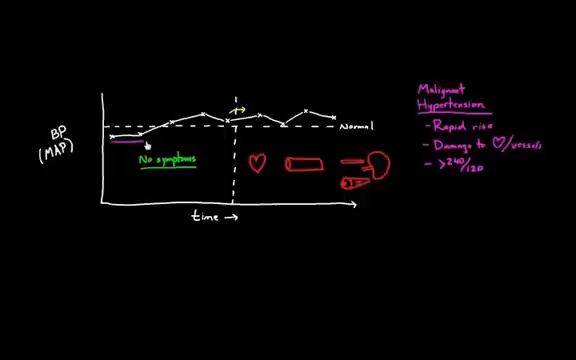 BP
(MAP)
Normal
No symptoms
time →
Malignant
Hypertension
- Rapid rise
- Damage to ♡/vessels
- >240/120